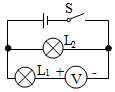 S
L₂
L₁ + V -